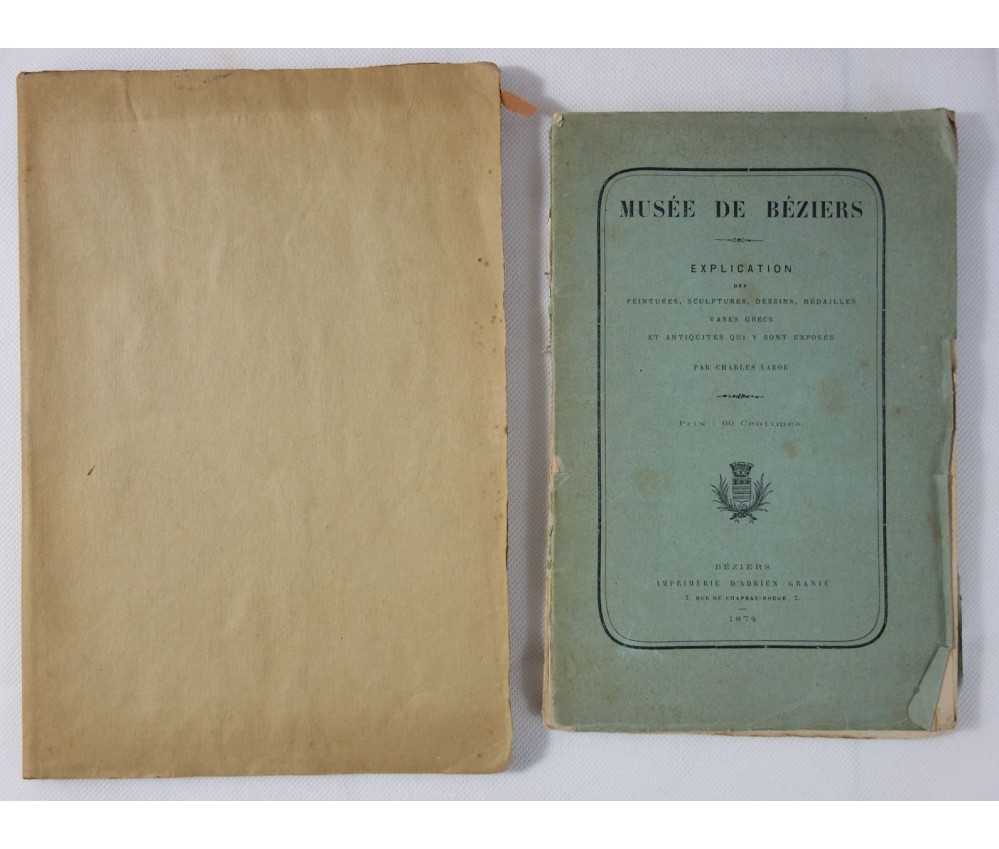 MUSÉE DE BÉZIERS
EXPLICATION
DES
PEINTURES, SCULPTURES, DESSINS, MÉDAILLES
VASES GRECS
ET ANTIQUITÉS QUI Y SONT EXPOSÉS
PAR CHARLES LABOR
Prix : 60 Centimes
BÉZIERS
IMPRIMERIE D'ADRIEN GRANIÉ
7, RUE DU CHAPEAU-ROUGE, 7.
1874